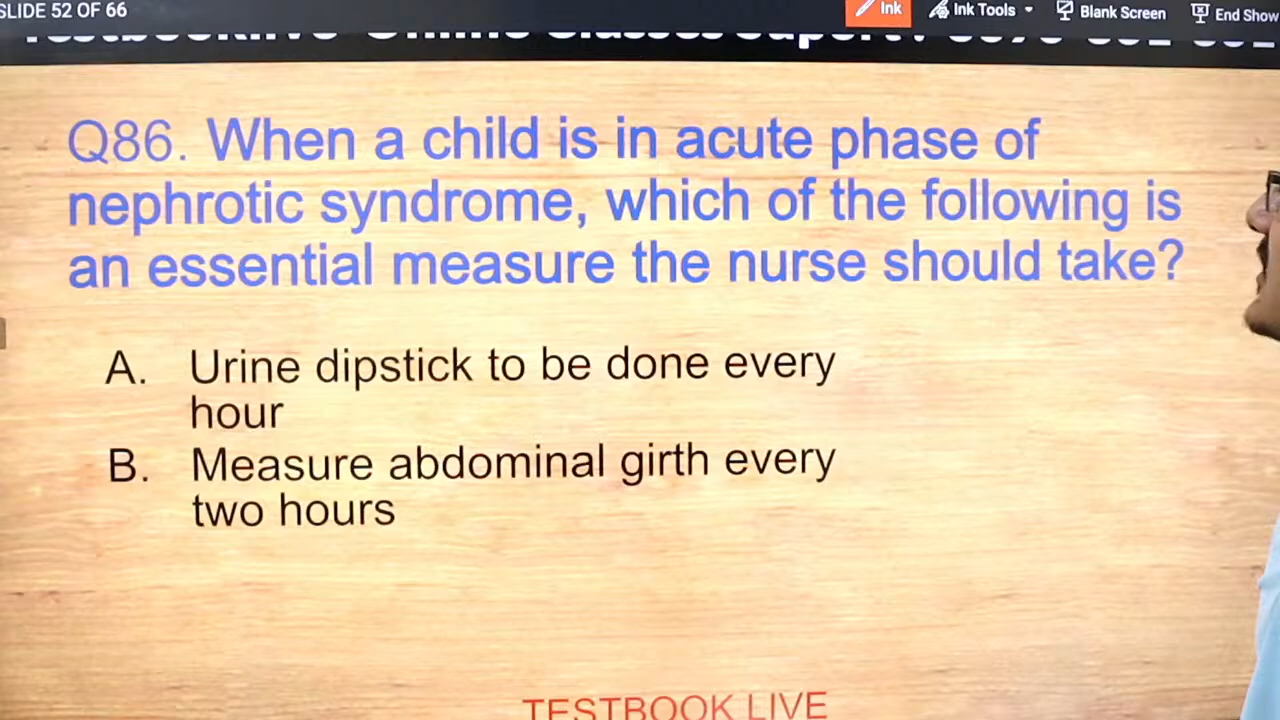 SLIDE 52 OF 66
Ink
Ink Tools
Blank Screen
End Show
Q86. When a child is in acute phase of
nephrotic syndrome, which of the following is
an essential measure the nurse should take?
A. Urine dipstick to be done every
hour
B. Measure abdominal girth every
two hours
TESTBOOK LIVE